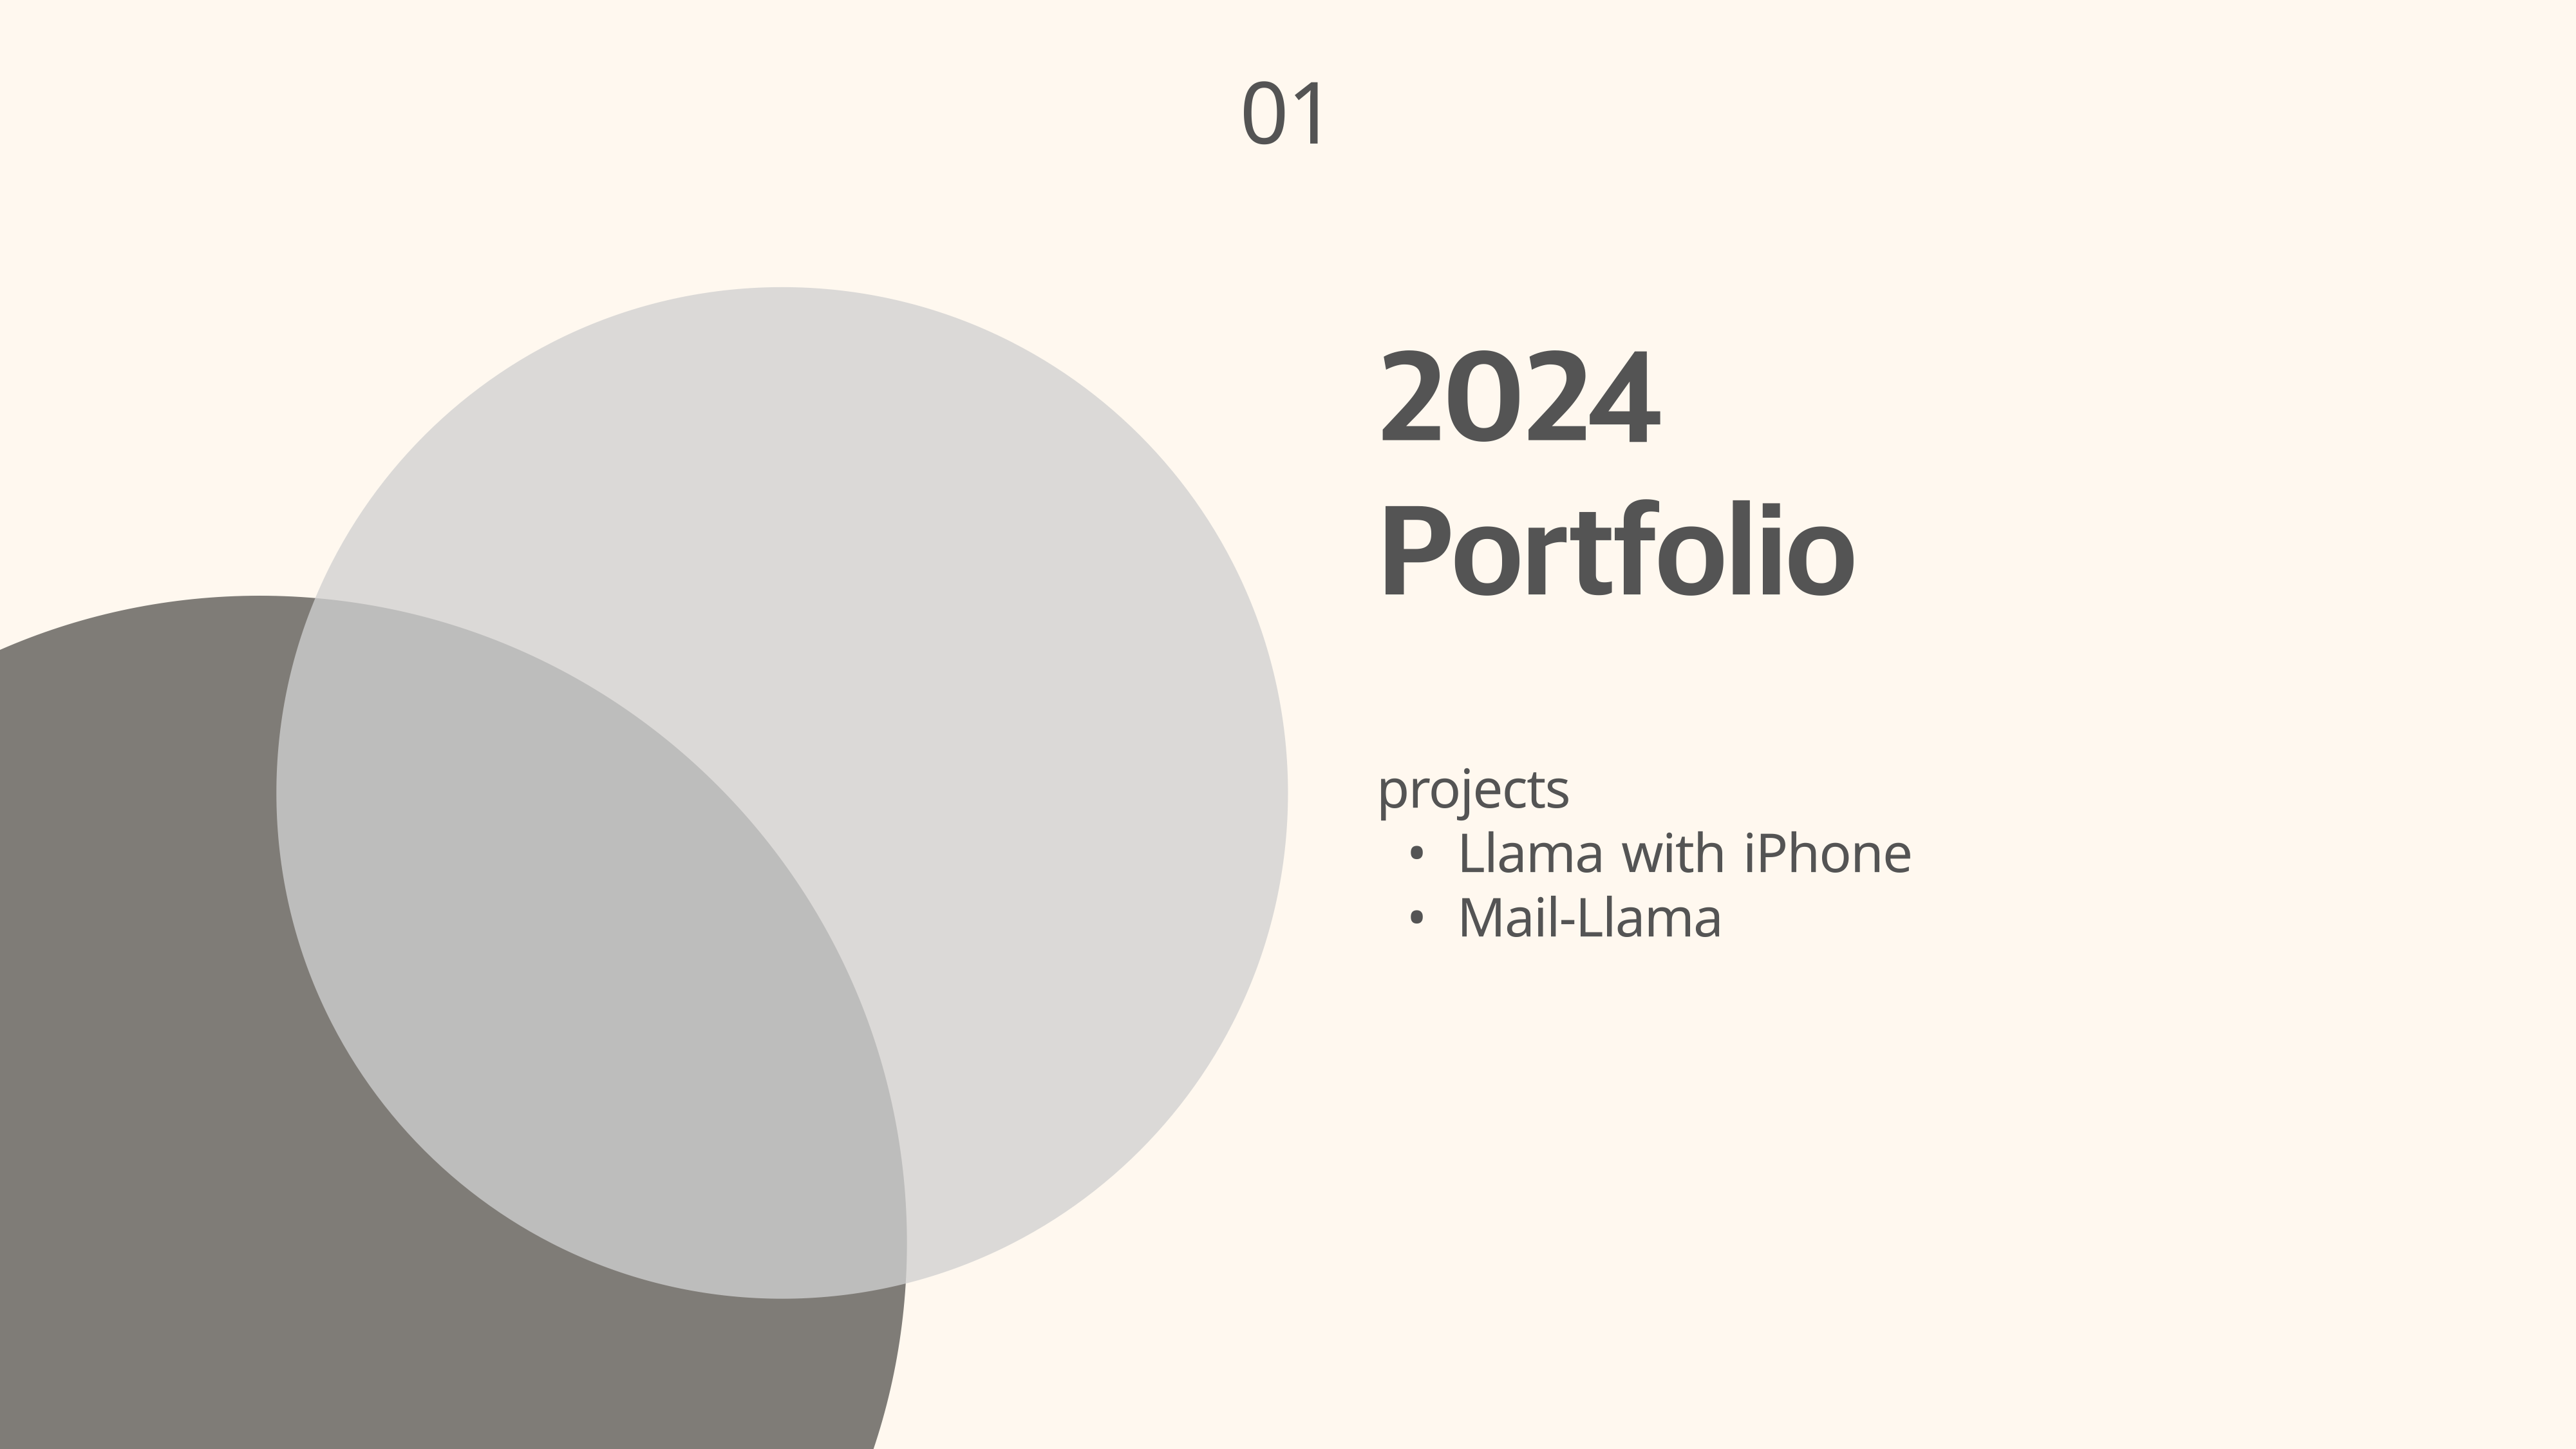 01
2024
Portfolio
projects
• Llama with iPhone
• Mail-Llama